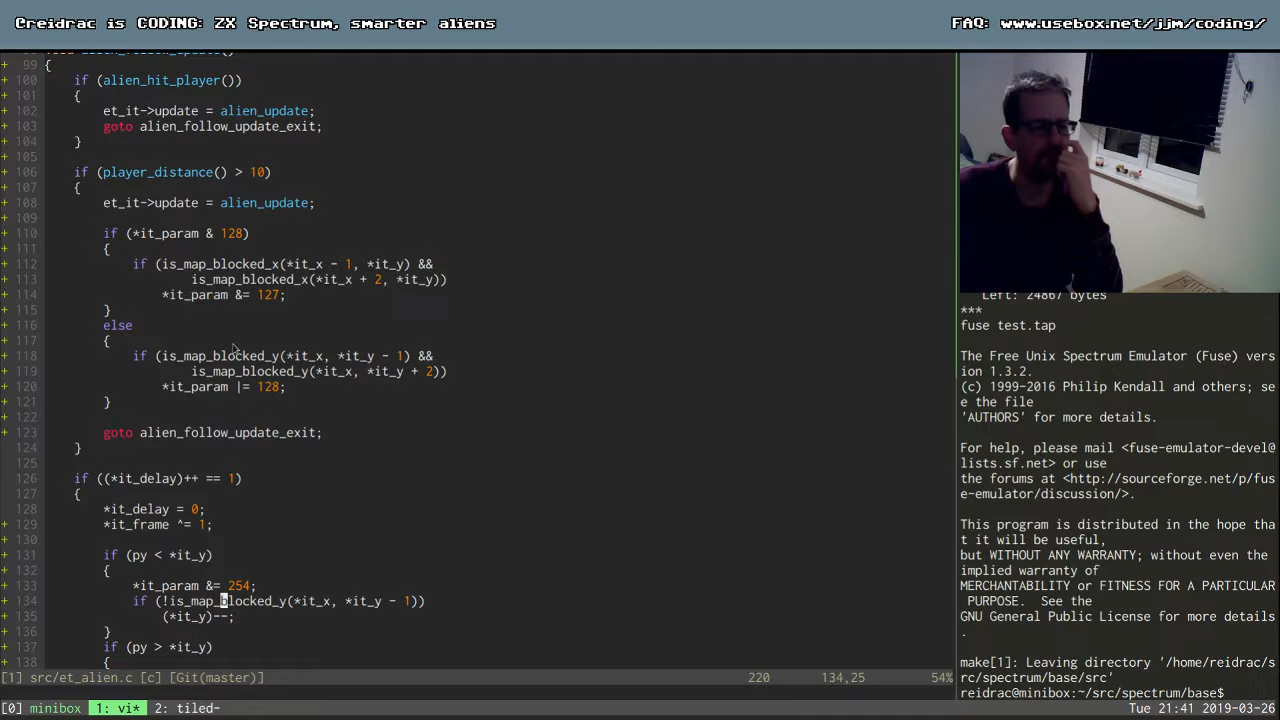 Creidrac is CODING: ZX Spectrum, smarter aliens
FAQ: www.usebox.net/jjm/coding/
+ 99 {
+ 100 if (alien_hit_player())
+ 101 {
+ 102 et_it->update = alien_update;
+ 103 goto alien_follow_update_exit;
+ 104 }
+ 105
+ 106 if (player_distance() > 10)
+ 107 {
+ 108 et_it->update = alien_update;
+ 109
+ 110 if (*it_param & 128)
+ 111 {
+ 112 if (is_map_blocked_x(*it_x - 1, *it_y) &&
+ 113 is_map_blocked_x(*it_x + 2, *it_y))
+ 114 *it_param &= 127;
+ 115 }
+ 116 else
+ 117 {
+ 118 if (is_map_blocked_y(*it_x, *it_y - 1) &&
+ 119 is_map_blocked_y(*it_x, *it_y + 2))
+ 120 *it_param |= 128;
+ 121 }
+ 122
+ 123 goto alien_follow_update_exit;
124 }
125
126 if ((*it_delay)++ == 1)
127 {
128 *it_delay = 0;
+ 129 *it_frame ^= 1;
+ 130
+ 131 if (py < *it_y)
+ 132 {
+ 133 *it_param &= 254;
+ 134 if (!is_map_blocked_y(*it_x, *it_y - 1))
+ 135 (*it_y)--;
+ 136 }
+ 137 if (py > *it_y)
+ 138 {
[1] src/et_alien.c [c] [Git(master)] 220 134,25 54%
Left: 24867 bytes
***
fuse test.tap
The Free Unix Spectrum Emulator (Fuse) vers
ion 1.3.2.
(c) 1999-2016 Philip Kendall and others; se
e the file
'AUTHORS' for more details.
For help, please mail <fuse-emulator-devel@
lists.sf.net> or use
the forums at <http://sourceforge.net/p/fus
e-emulator/discussion/>.
This program is distributed in the hope tha
t it will be useful,
but WITHOUT ANY WARRANTY; without even the
implied warranty of
MERCHANTABILITY or FITNESS FOR A PARTICULAR
PURPOSE.  See the
GNU General Public License for more details
.
make[1]: Leaving directory '/home/reidrac/s
rc/spectrum/base/src'
reidrac@minibox:~/src/spectrum/base$
[0] minibox 1: vi* 2: tiled- Tue 21:41 2019-03-26